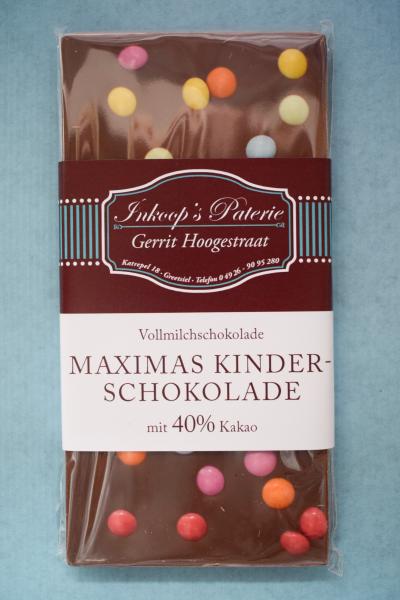 Inkoop's Paterie
Gerrit Hoogestraat
Katrepel 18 · Greetsiel · Telefon 0 49 26 - 90 95 280
Vollmilchschokolade
MAXIMAS KINDER-
SCHOKOLADE
mit 40% Kakao